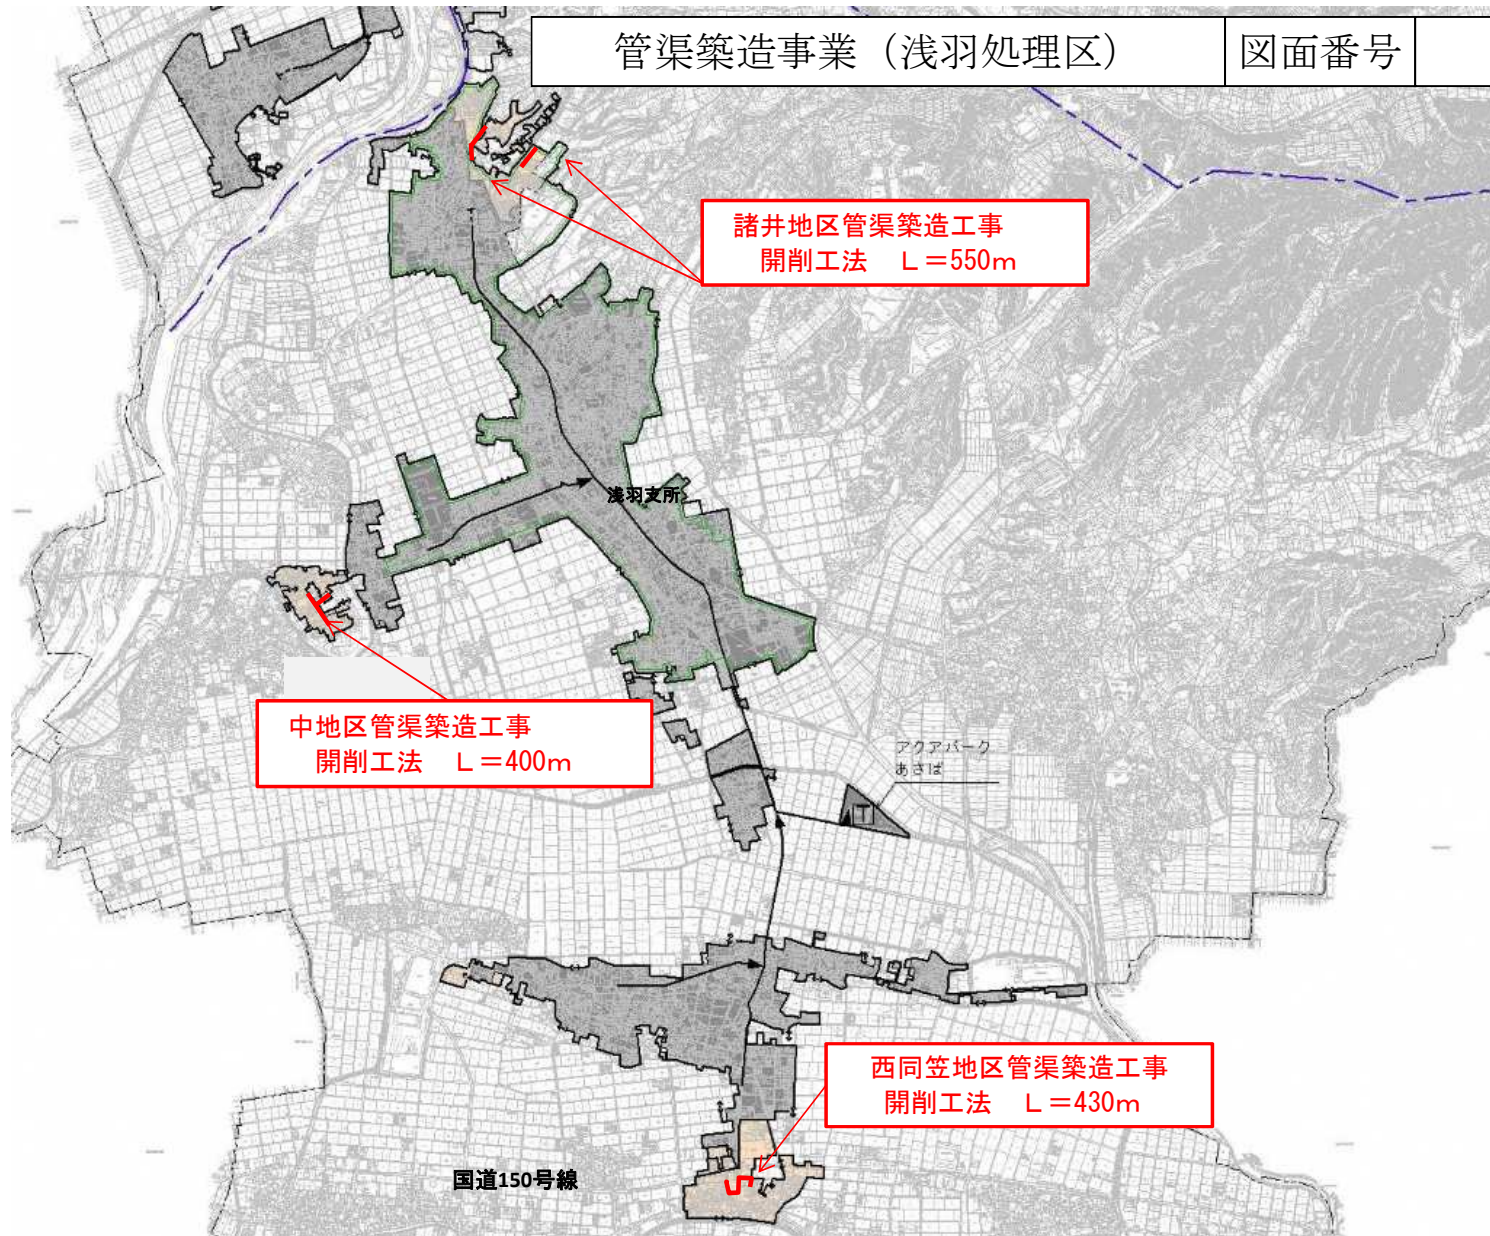 管渠築造事業（浅羽処理区）
図面番号
諸井地区管渠築造工事
開削工法　Ｌ＝550ｍ
浅羽支所
中地区管渠築造工事
開削工法　Ｌ＝400ｍ
アクアパーク
あさば
T
西同笠地区管渠築造工事
開削工法　Ｌ＝430ｍ
国道150号線